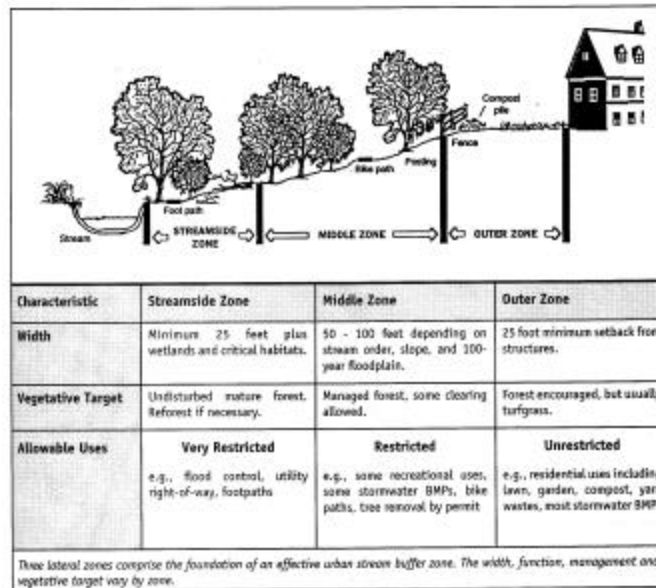 Compost
pile
Fence
Bike path
Posting
Foot path
Stream
STREAMSIDE
ZONE
MIDDLE ZONE
OUTER ZONE
Characteristic
Streamside Zone
Middle Zone
Outer Zone
Width
Minimum 25 feet plus
wetlands and critical habitats.
50 - 100 feet depending on
stream order, slope, and 100-
year floodplain.
25 foot minimum setback from
structures.
Vegetative Target
Undisturbed mature forest.
Reforest if necessary.
Managed forest, some clearing
allowed.
Forest encouraged, but usually
turfgrass.
Allowable Uses
Very Restricted
e.g., flood control, utility
right-of-way, footpaths
Restricted
e.g., some recreational uses,
some stormwater BMPs, bike
paths, tree removal by permit
Unrestricted
e.g., residential uses including
lawn, garden, compost, yard
wastes, most stormwater BMPs
Three lateral zones comprise the foundation of an effective urban stream buffer zone. The width, function, management and
vegetative target vary by zone.